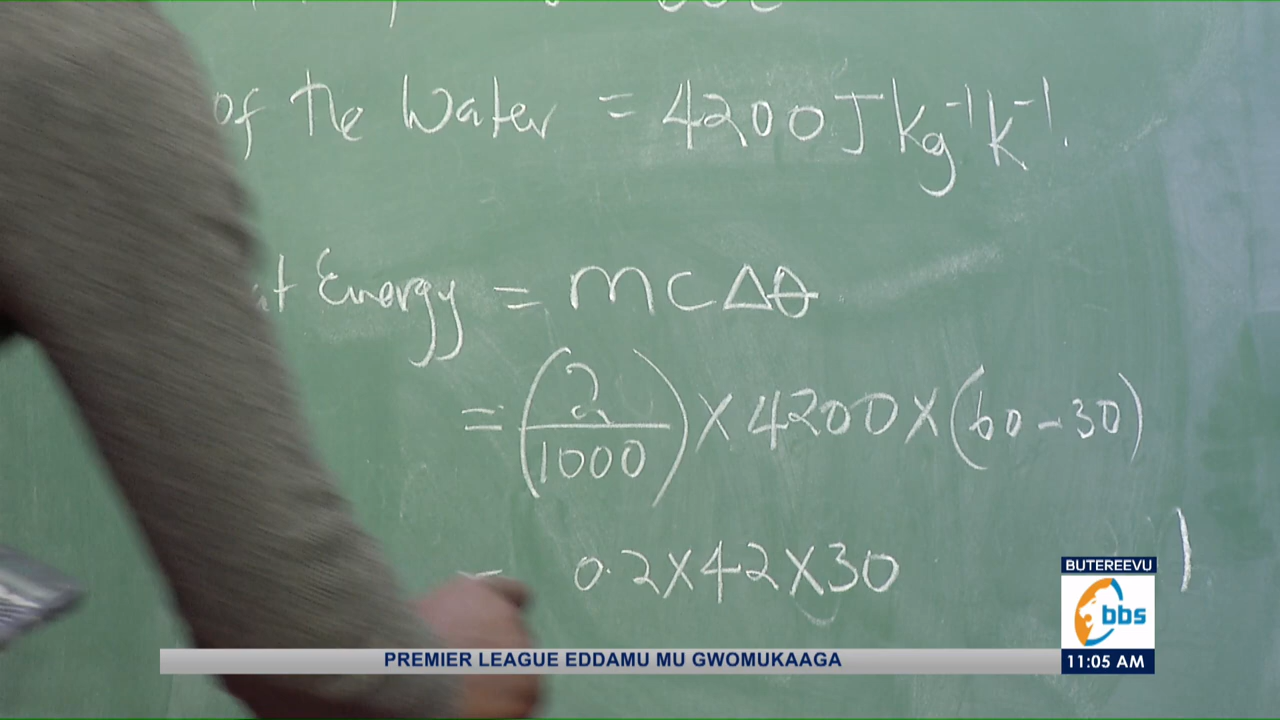 of the Water = 4200 J kg⁻¹ k⁻¹.
Energy = mcΔθ
= (2/1000) × 4200 × (60 - 30)
= 0.2 × 42 × 30
BUTEREEVU
bbs
PREMIER LEAGUE EDDAMU MU GWOMUKAAGA
11:05 AM